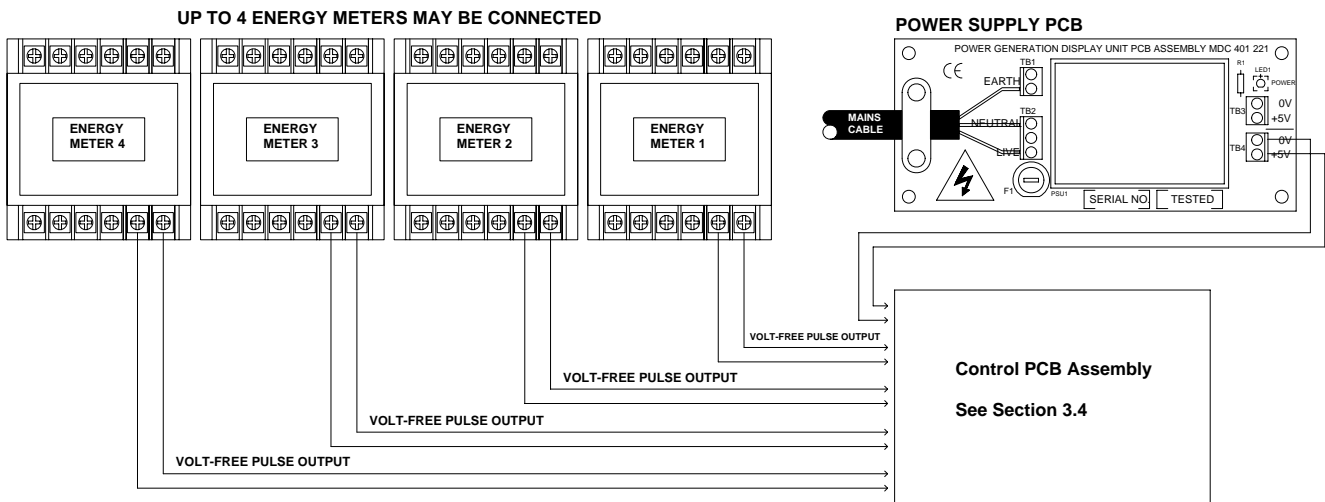 UP TO 4 ENERGY METERS MAY BE CONNECTED
ENERGY
METER 4
ENERGY
METER 3
ENERGY
METER 2
ENERGY
METER 1
POWER SUPPLY PCB
POWER GENERATION DISPLAY UNIT PCB ASSEMBLY MDC 401 221
CE
EARTH
TB1
R1
LED1
POWER
MAINS
CABLE
TB2
NEUTRAL
LIVE
TB3
0V
+5V
TB4
0V
+5V
F1
PSU1
SERIAL NO.
TESTED
VOLT-FREE PULSE OUTPUT
VOLT-FREE PULSE OUTPUT
VOLT-FREE PULSE OUTPUT
VOLT-FREE PULSE OUTPUT
Control PCB Assembly
See Section 3.4